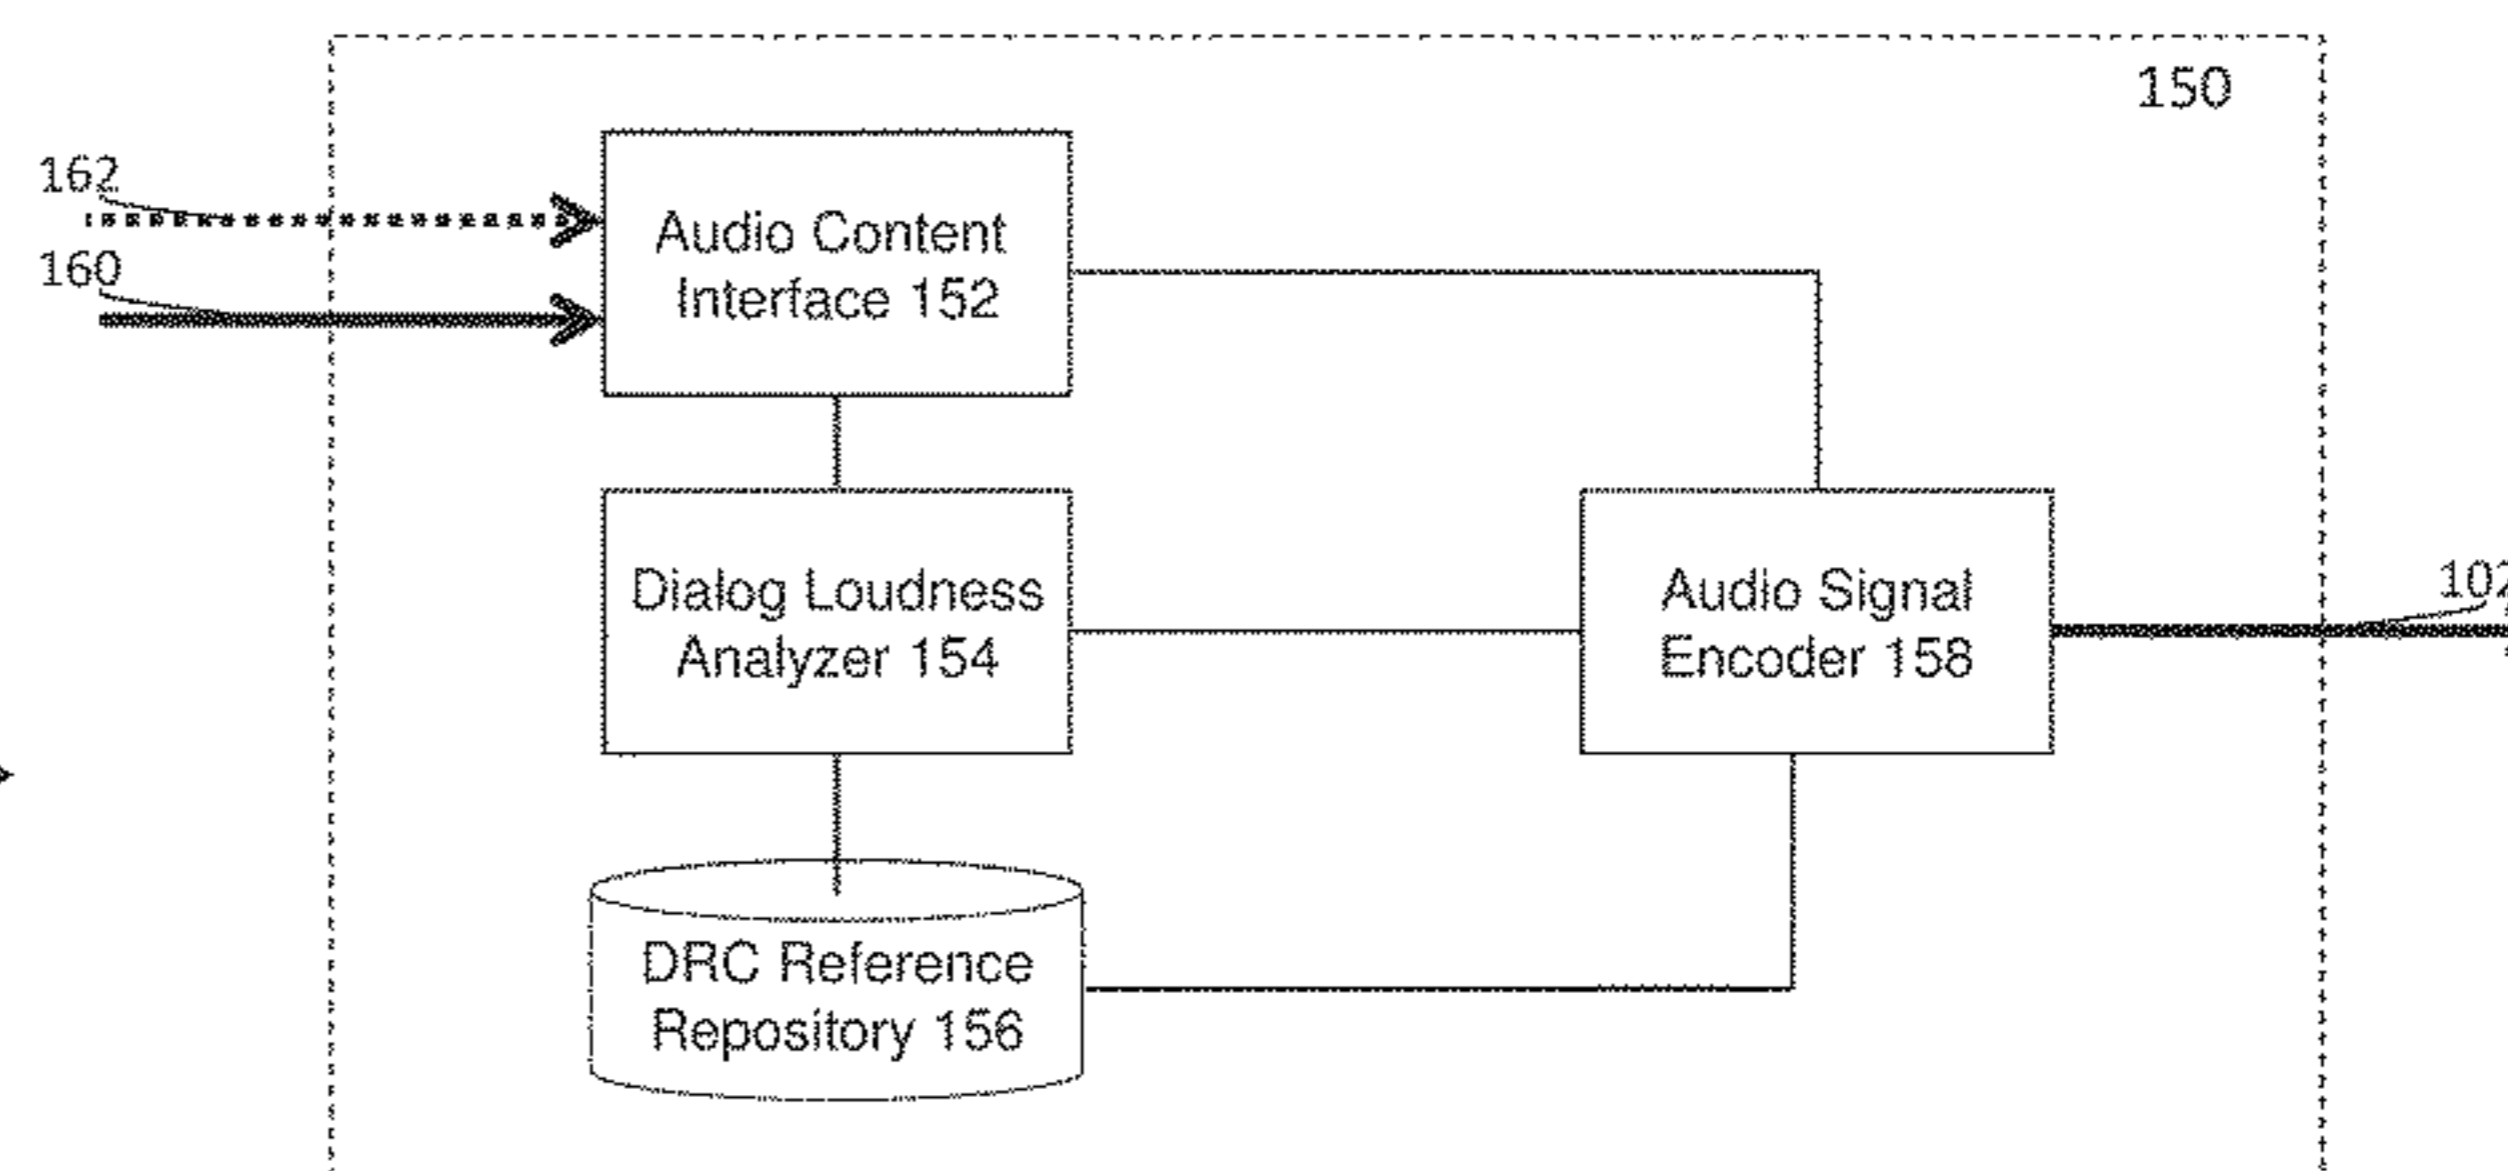 150
162
160
Audio Content
Interface 152
Dialog Loudness
Analyzer 154
Audio Signal
Encoder 158
102
DRC Reference
Repository 156